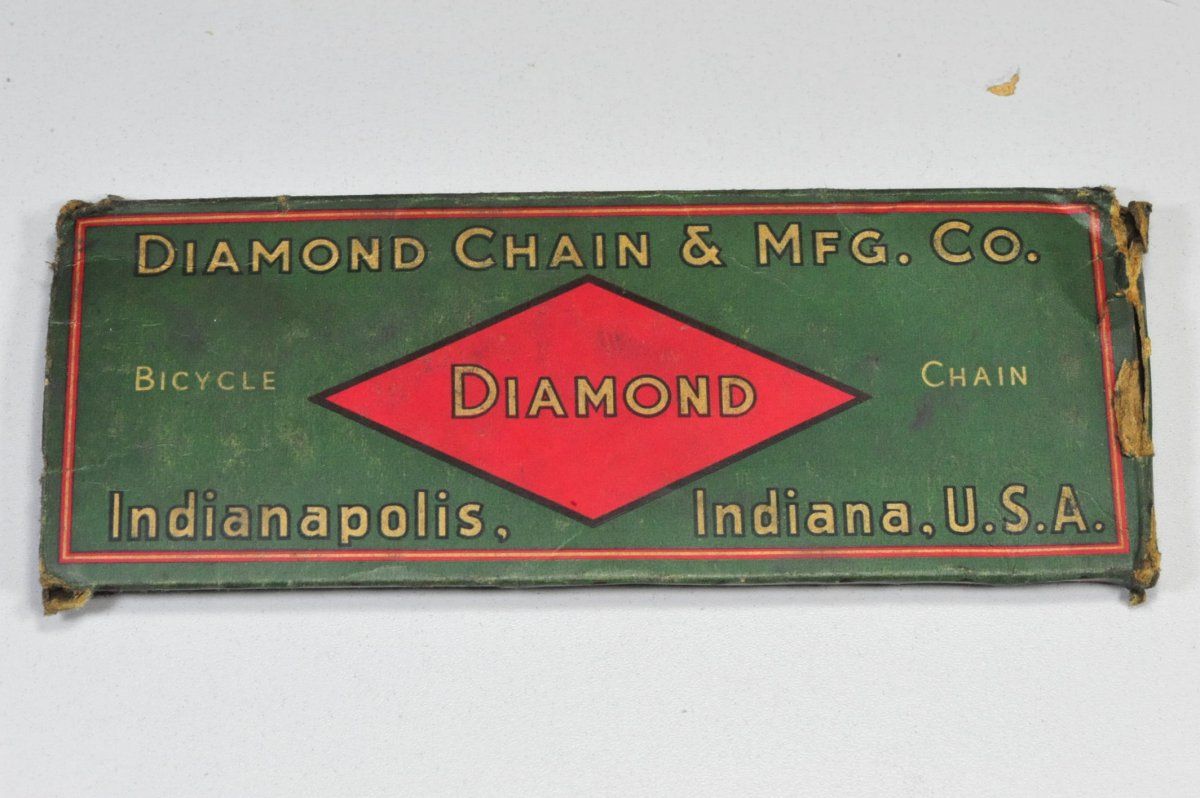 DIAMOND CHAIN & MFG. CO.
BICYCLE DIAMOND CHAIN
Indianapolis, Indiana, U.S.A.